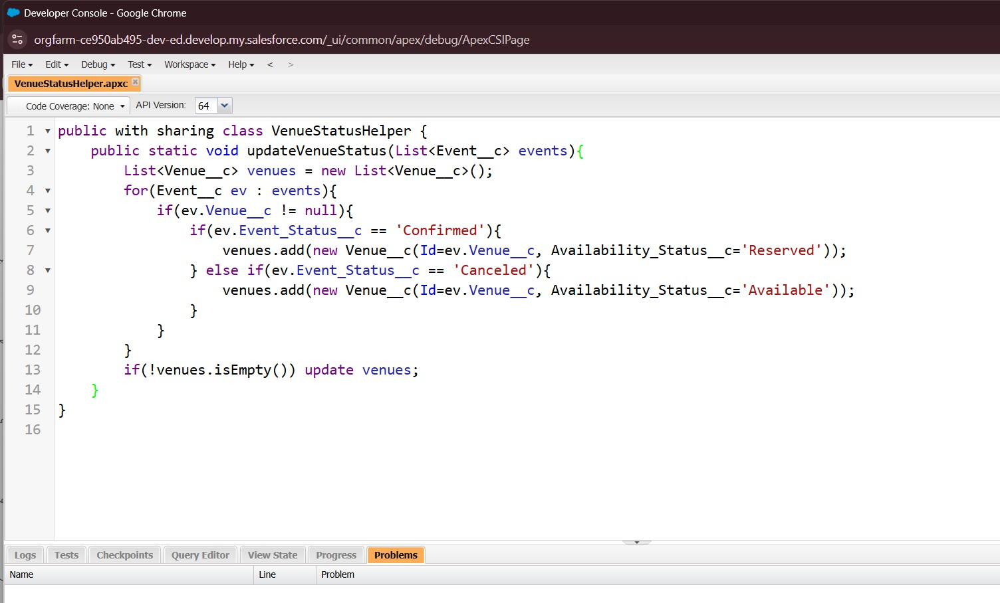 Developer Console - Google Chrome
orgfarm-ce950ab495-dev-ed.develop.my.salesforce.com/_ui/common/apex/debug/ApexCSIPage
File Edit Debug Test Workspace Help < >
VenueStatusHelper.apxc
Code Coverage: None API Version: 64
1 public with sharing class VenueStatusHelper {
2 public static void updateVenueStatus(List<Event__c> events){
3 List<Venue__c> venues = new List<Venue__c>();
4 for(Event__c ev : events){
5 if(ev.Venue__c != null){
6 if(ev.Event_Status__c == 'Confirmed'){
7 venues.add(new Venue__c(Id=ev.Venue__c, Availability_Status__c='Reserved'));
8 } else if(ev.Event_Status__c == 'Canceled'){
9 venues.add(new Venue__c(Id=ev.Venue__c, Availability_Status__c='Available'));
10 }
11 }
12 }
13 if(!venues.isEmpty()) update venues;
14 }
15 }
16
Logs Tests Checkpoints Query Editor View State Progress Problems
Name Line Problem